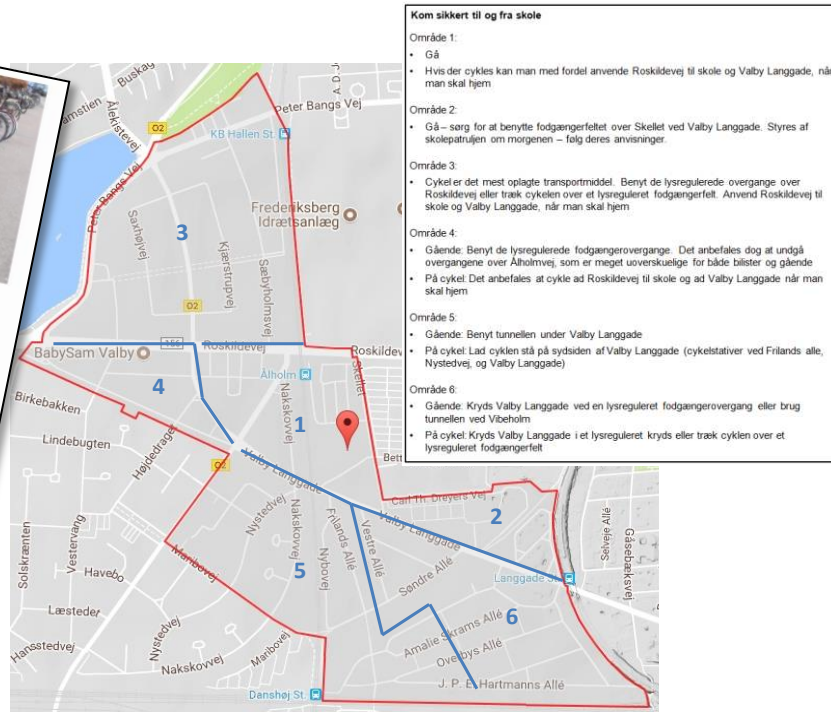 Kom sikkert til og fra skole
Område 1:
• Gå
• Hvis der cykles kan man med fordel anvende Roskildevej til skole og Valby Langgade, når
man skal hjem
Område 2:
• Gå – sørg for at benytte fodgængerfeltet over Skellet ved Valby Langgade. Styres af
skolepatruljen om morgenen – følg deres anvisninger.
Område 3:
• Cykel er det mest oplagte transportmiddel. Benyt de lysregulerede overgange over
Roskildevej eller træk cykelen over et lysreguleret fodgængerfelt. Anvend Roskildevej til
skole og Valby Langgade, når man skal hjem
Område 4:
• Gående: Benyt de lysregulerede fodgængerovergange. Det anbefales dog at undgå
overgangene over Ålholmvej, som er meget uoverskuelige for både bilister og gående
• På cykel: Det anbefales at cykle ad Roskildevej til skole og ad Valby Langgade når man
skal hjem
Område 5:
• Gående: Benyt tunnellen under Valby Langgade
• På cykel: Lad cyklen stå på sydsiden af Valby Langgade (cykelstativer ved Frilands alle,
Nystedvej, og Valby Langgade)
Område 6:
• Gående: Kryds Valby Langgade ved en lysreguleret fodgængerovergang eller brug
tunnellen ved Vibeholm
• På cykel: Kryds Valby Langgade i et lysreguleret kryds eller træk cyklen over et
lysreguleret fodgængerfelt
Buskag
Ålekistevej
O2
Peter Bangs Vej
KB Hallen St.
Peter Bangs Vej
Frederiksberg
Idrætsanlæg
3
Saxhøjvej
Kjærstrupvej
Sæbyholmsvej
O2
156
Roskildevej
BabySam Valby
Skellet
Ålholm
4
1
Nakskovvej
Birkebakken
Lindebugten
Højdedraget
O2
Valby Langgade
Carl Th. Dreyers Vej
2
Valby Langgade
Nystedvej
Nakskovvej
Frilands Allé
Vestre Allé
Nybovej
5
Søndre Allé
Langgade St.
Selveje Allé
Gåsebæksvej
Solskrænten
Vestervang
Maribovej
Havebo
Læsteder
6
Amalie Skrams Allé
Overbys Allé
Nystedvej
Hansstedvej
Nakskovvej
Maribovej
J. P. E. Hartmanns Allé
Danshøj St.